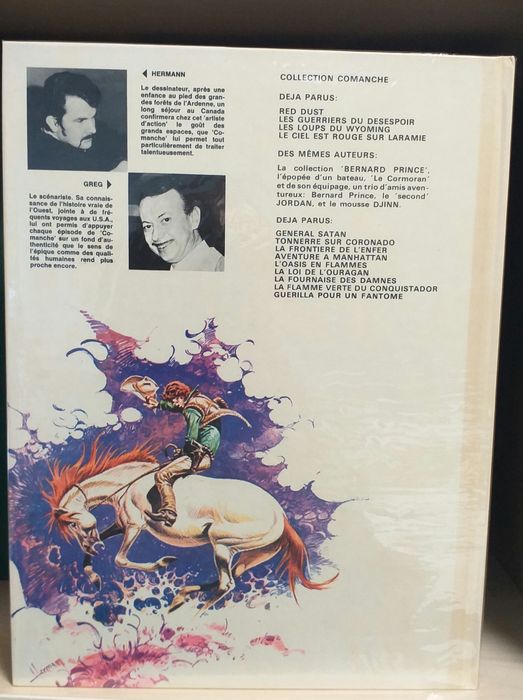 HERMANN
Le dessinateur, après une
enfance au pied des gran-
des forêts de l'Ardenne, un
long séjour au Canada
confirmera chez cet 'artiste
d'action' le goût des
grands espaces, que 'Co-
manche' lui permet tout
particulièrement de traiter
talentueusement.
GREG
Le scénariste. Sa connais-
sance de l'histoire vraie de
l'Ouest, jointe à de fré-
quents voyages aux U.S.A.,
lui ont permis d'appuyer
chaque épisode de 'Co-
manche' sur un fond d'au-
thenticité que le sens de
l'épique comme des quali-
tés humaines rend plus
proche encore.
COLLECTION COMANCHE
DEJA PARUS:
RED DUST
LES GUERRIERS DU DESESPOIR
LES LOUPS DU WYOMING
LE CIEL EST ROUGE SUR LARAMIE
DES MÊMES AUTEURS:
La collection 'BERNARD PRINCE',
l'épopée d'un bateau, 'Le Cormoran'
et de son équipage, un trio d'amis aven-
tureux: Bernard Prince, le 'second'
JORDAN, et le mousse DJINN.
DEJA PARUS:
GENERAL SATAN
TONNERRE SUR CORONADO
LA FRONTIERE DE L'ENFER
AVENTURE A MANHATTAN
L'OASIS EN FLAMMES
LA LOI DE L'OURAGAN
LA FOURNAISE DES DAMNES
LA FLAMME VERTE DU CONQUISTADOR
GUERILLA POUR UN FANTOME
Hermann